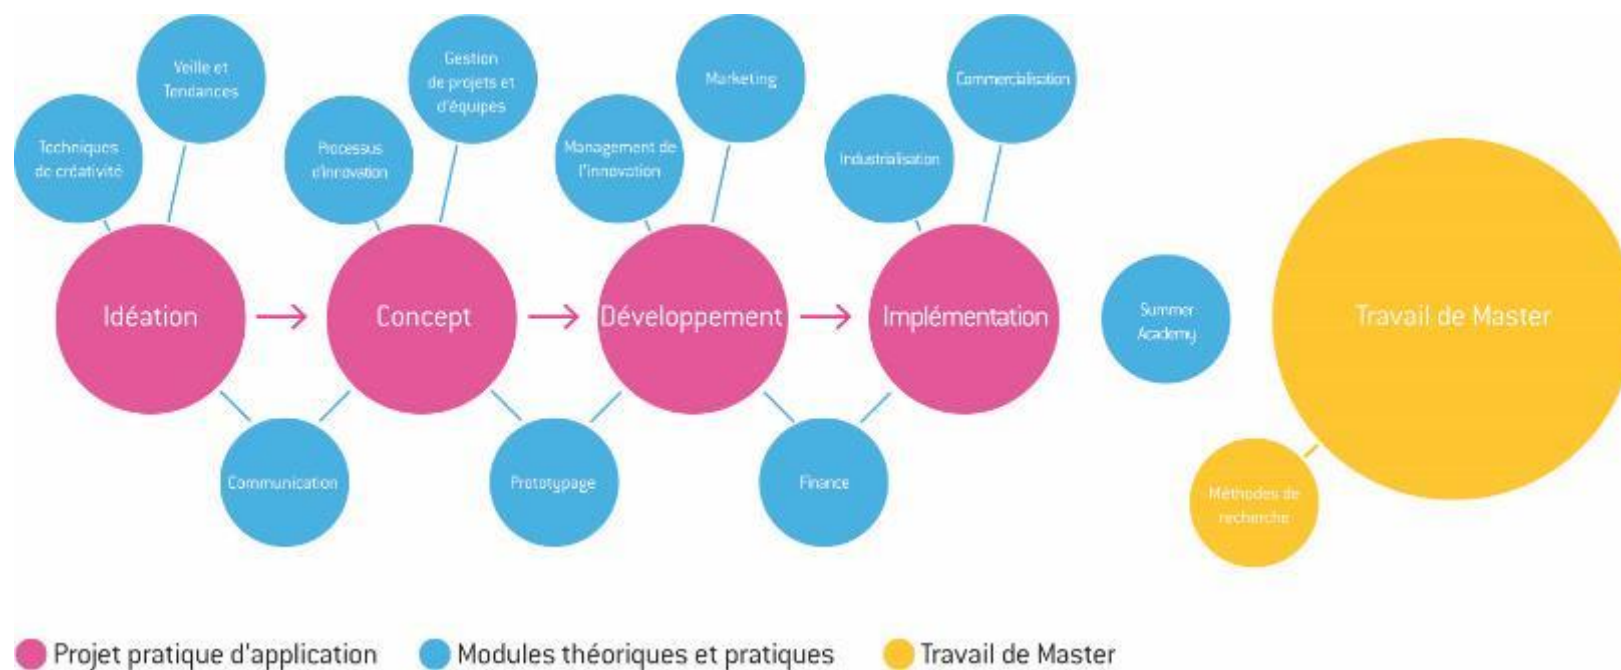 Veille et
Tendances
Techniques
de créativité
Gestion
de projets et
d'équipes
Processus
d'Innovation
Marketing
Management de
l'innovation
Commercialisation
Industrialisation
Idéation
Concept
Développement
Implémentation
Summer
Academy
Travail de Master
Communication
Prototypage
Finance
Méthodes de
recherche
Projet pratique d'application
Modules théoriques et pratiques
Travail de Master